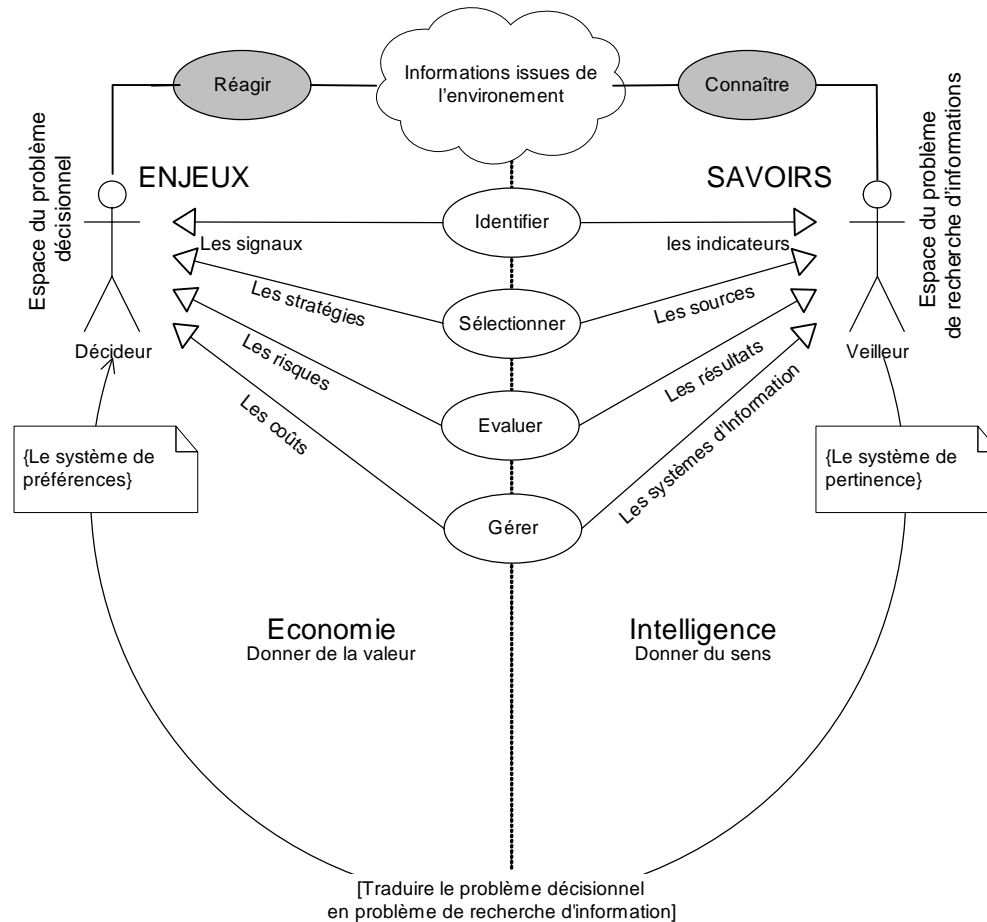 Réagir
Informations issues de
l'environement
Connaître
Espace du problème
décisionnel
ENJEUX
SAVOIRS
Espace du problème
de recherche d'informations
Identifier
Les signaux
les indicateurs
Les stratégies
Sélectionner
Les sources
Décideur
Veilleur
Les risques
Les résultats
Les coûts
Evaluer
Les systèmes d'Information
{Le système de
préférences}
{Le système de
pertinence}
Gérer
Economie
Donner de la valeur
Intelligence
Donner du sens
[Traduire le problème décisionnel
en problème de recherche d'information]